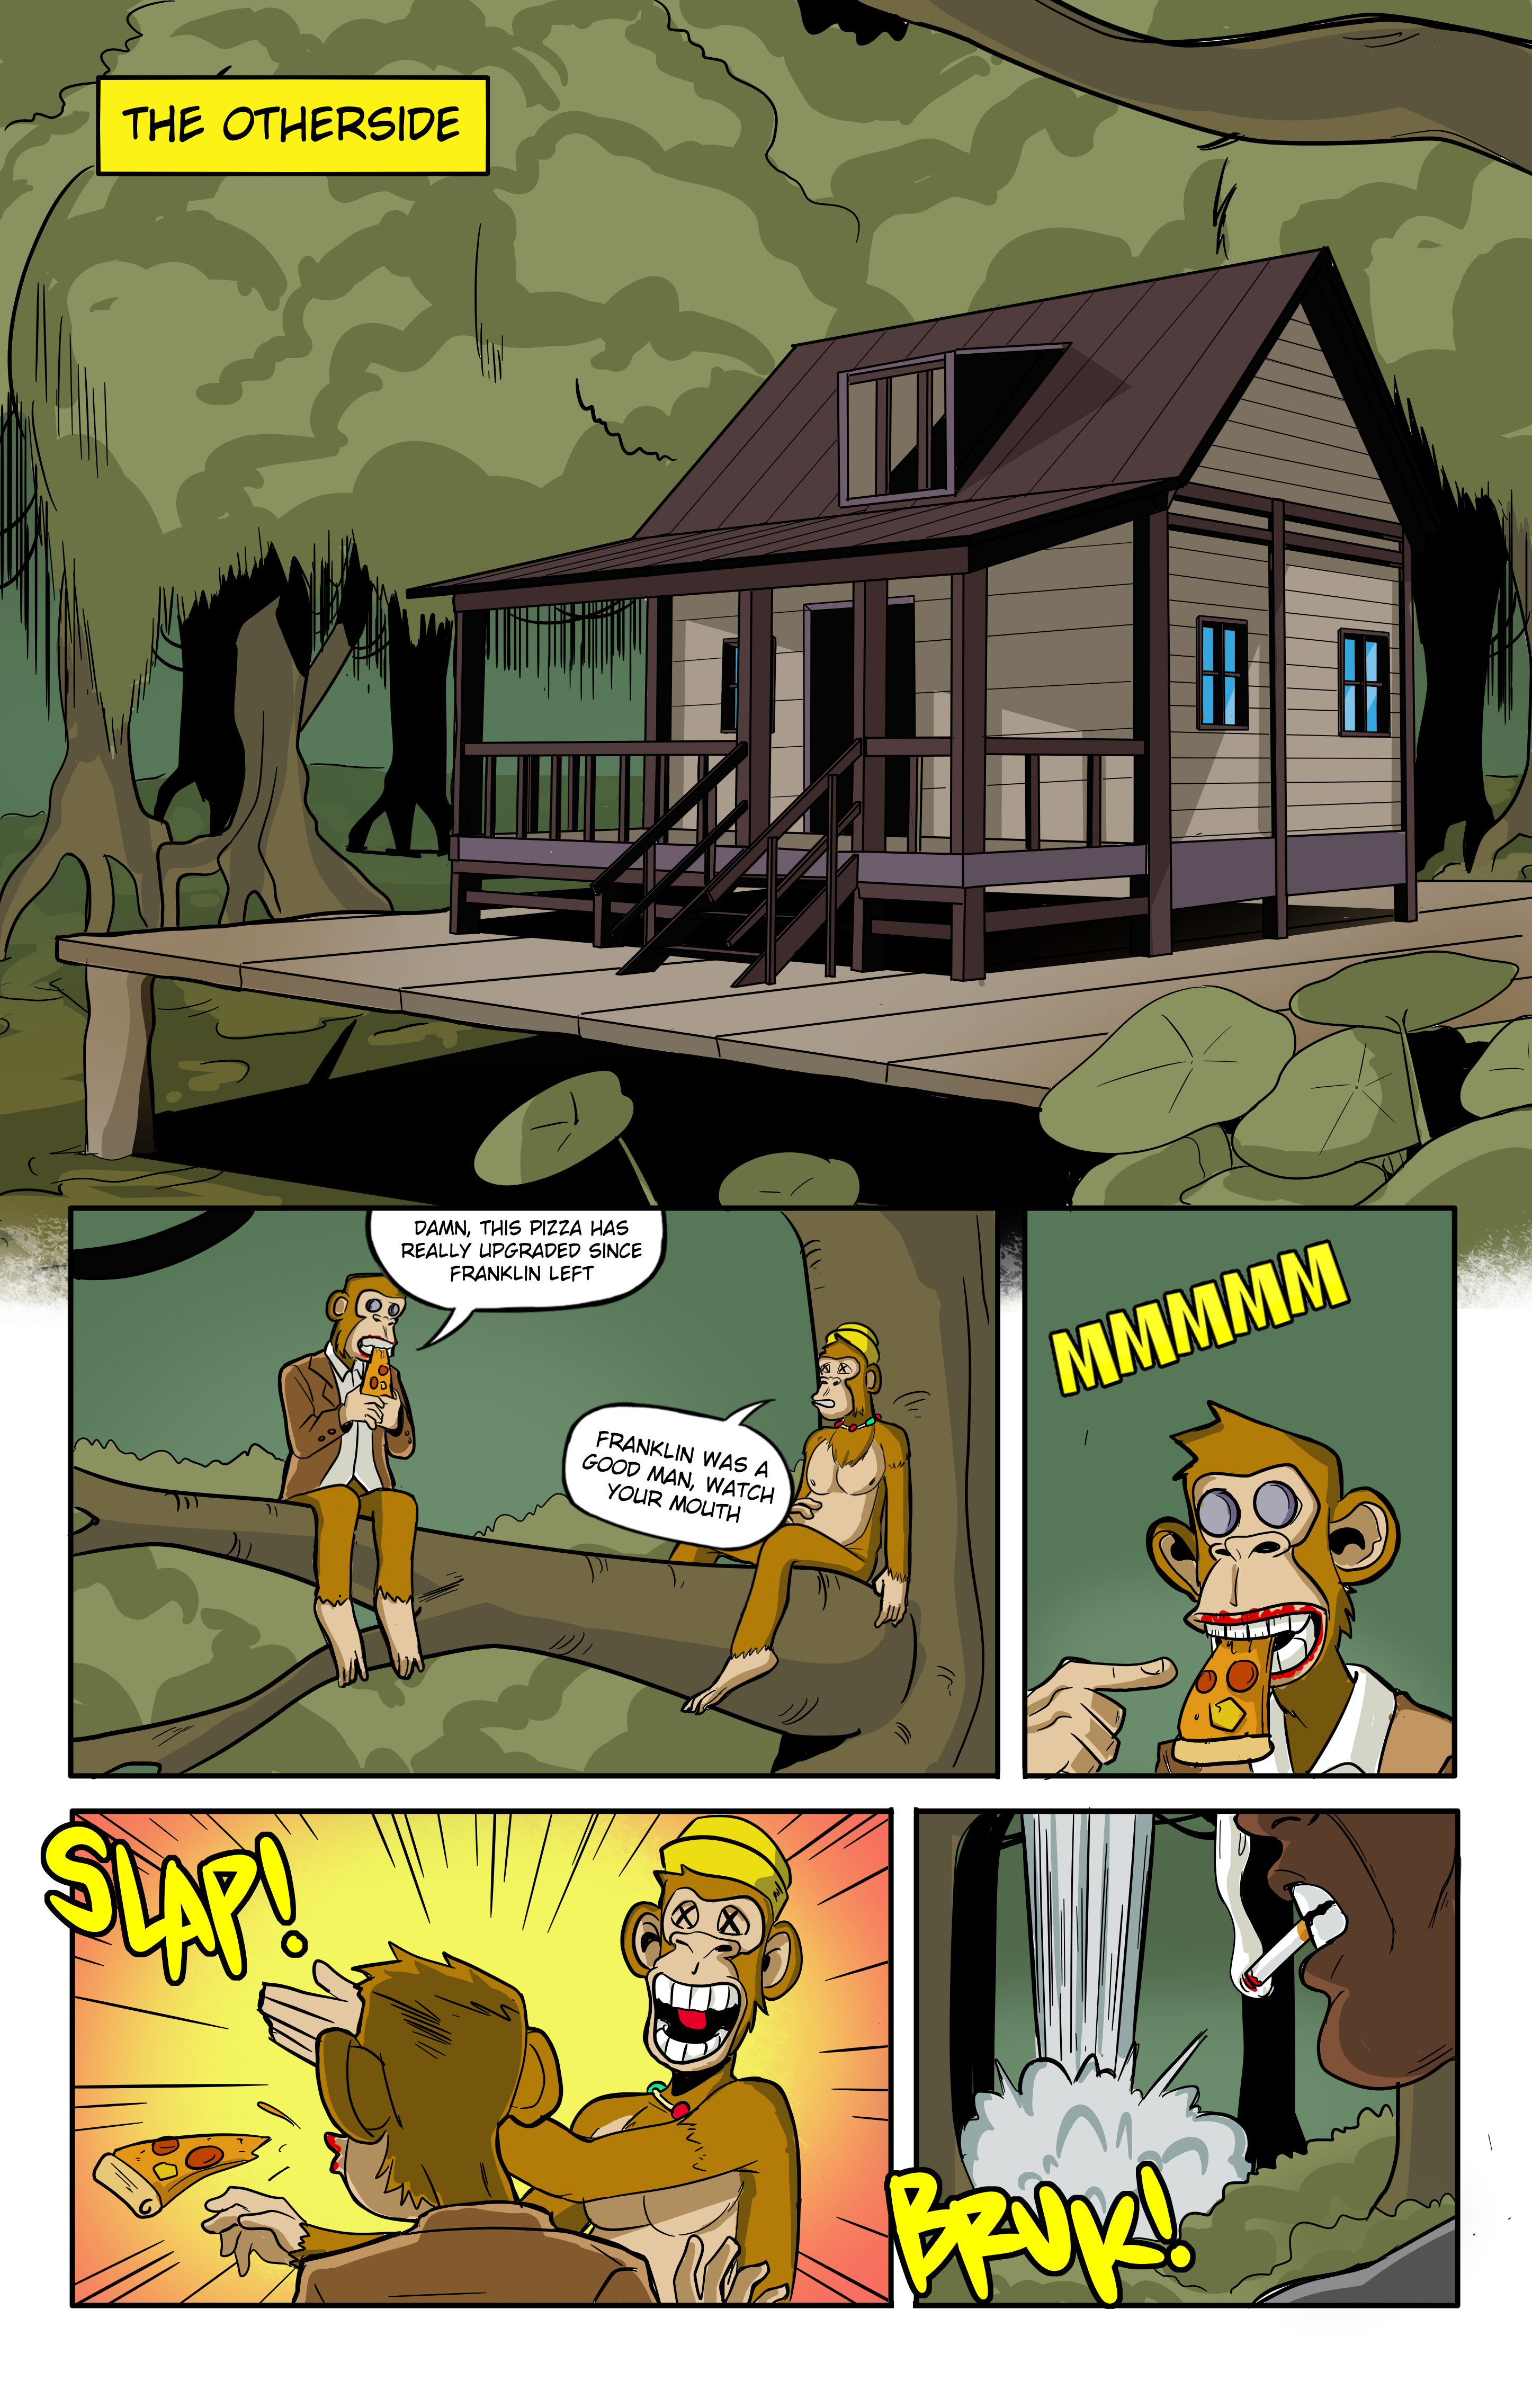 THE OTHERSIDE
DAMN, THIS PIZZA HAS
REALLY UPGRADED SINCE
FRANKLIN LEFT
FRANKLIN WAS A
GOOD MAN, WATCH
YOUR MOUTH
MMMMM
SLAP!
BRUK!